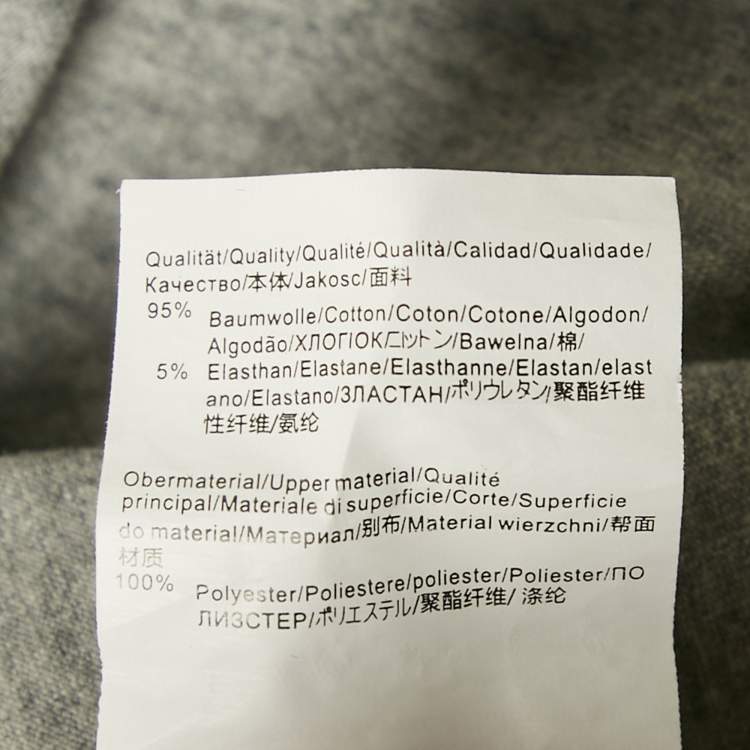 Qualität/Quality/Qualité/Qualità/Calidad/Qualidade/
Качество/本体/Jakosc/面料
95% Baumwolle/Cotton/Coton/Cotone/Algodon/
Algodão/ХЛОГІОК/コットン/Bawelna/棉/
5% Elasthan/Elastane/Elasthanne/Elastan/elast
ano/Elastano/ЗЛАСТАН/ポリウレタン/聚酯纤维
性纤维/氨纶
Obermaterial/Upper material/Qualité
principal/Materiale di superficie/Corte/Superficie
do material/Материал/别布/Material wierzchni/帮面
材质
100% Polyester/Poliestere/poliester/Poliester/ПО
ЛИЗСТЕР/ポリエステル/聚酯纤维/ 涤纶